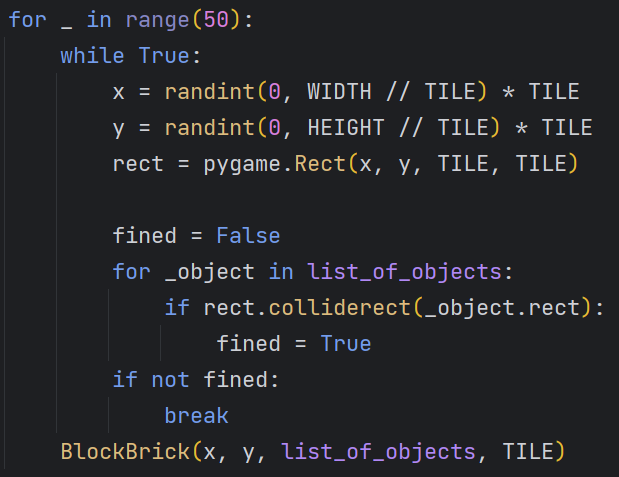 for _ in range(50):
    while True:
        x = randint(0, WIDTH // TILE) * TILE
        y = randint(0, HEIGHT // TILE) * TILE
        rect = pygame.Rect(x, y, TILE, TILE)

        fined = False
        for _object in list_of_objects:
            if rect.colliderect(_object.rect):
                fined = True
        if not fined:
            break
    BlockBrick(x, y, list_of_objects, TILE)